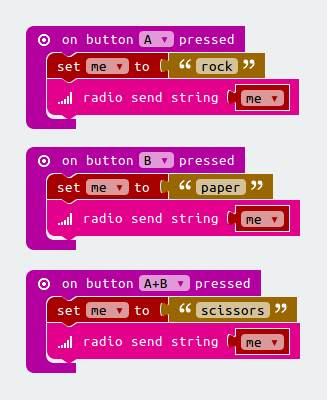 on button A ▼ pressed
set me ▼ to “ rock ”
radio send string me ▼
on button B ▼ pressed
set me ▼ to “ paper ”
radio send string me ▼
on button A+B ▼ pressed
set me ▼ to “ scissors ”
radio send string me ▼